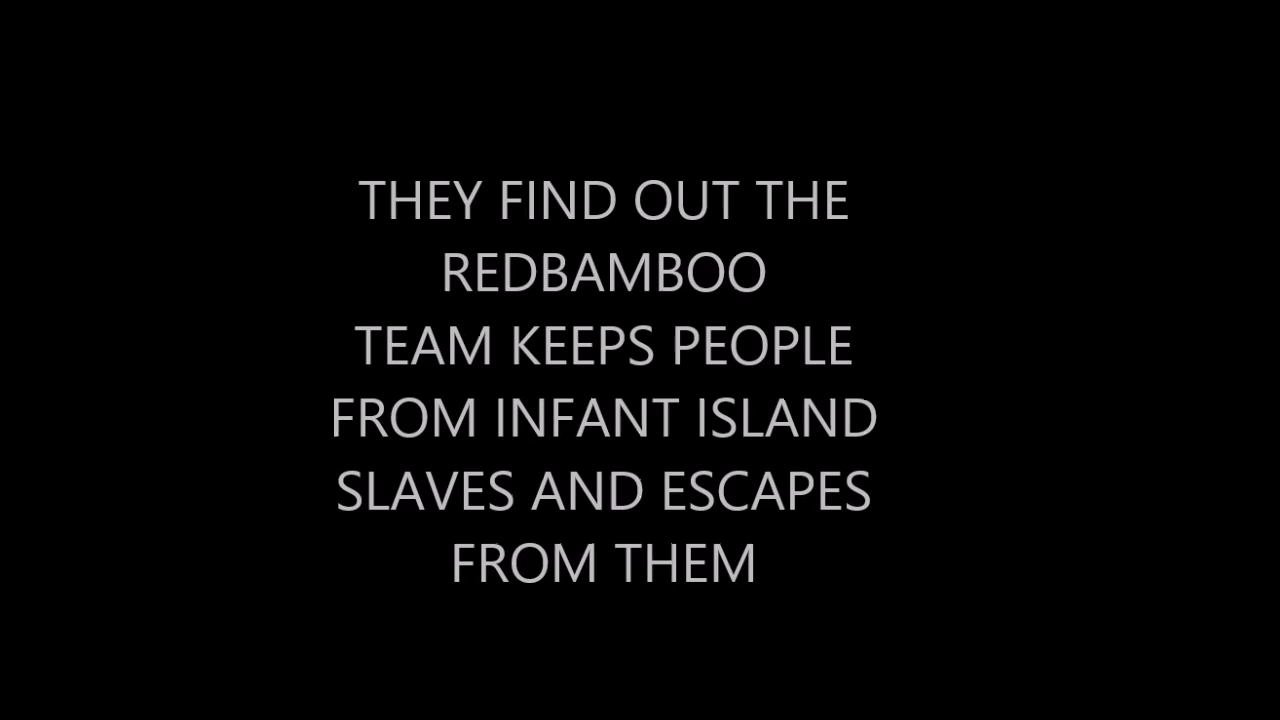 THEY FIND OUT THE
REDBAMBOO
TEAM KEEPS PEOPLE
FROM INFANT ISLAND
SLAVES AND ESCAPES
FROM THEM